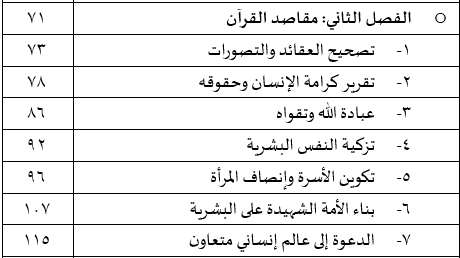 ○ الفصل الثاني: مقاصد القرآن ٧١
١- تصحيح العقائد والتصورات ٧٣
٢- تقرير كرامة الإنسان وحقوقه ٧٨
٣- عبادة الله وتقواه ٨٦
٤- تزكية النفس البشرية ٩٢
٥- تكوين الأسرة وإنصاف المرأة ٩٦
٦- بناء الأمة الشهيدة على البشرية ١٠٧
٧- الدعوة إلى عالم إنساني متعاون ١١٥